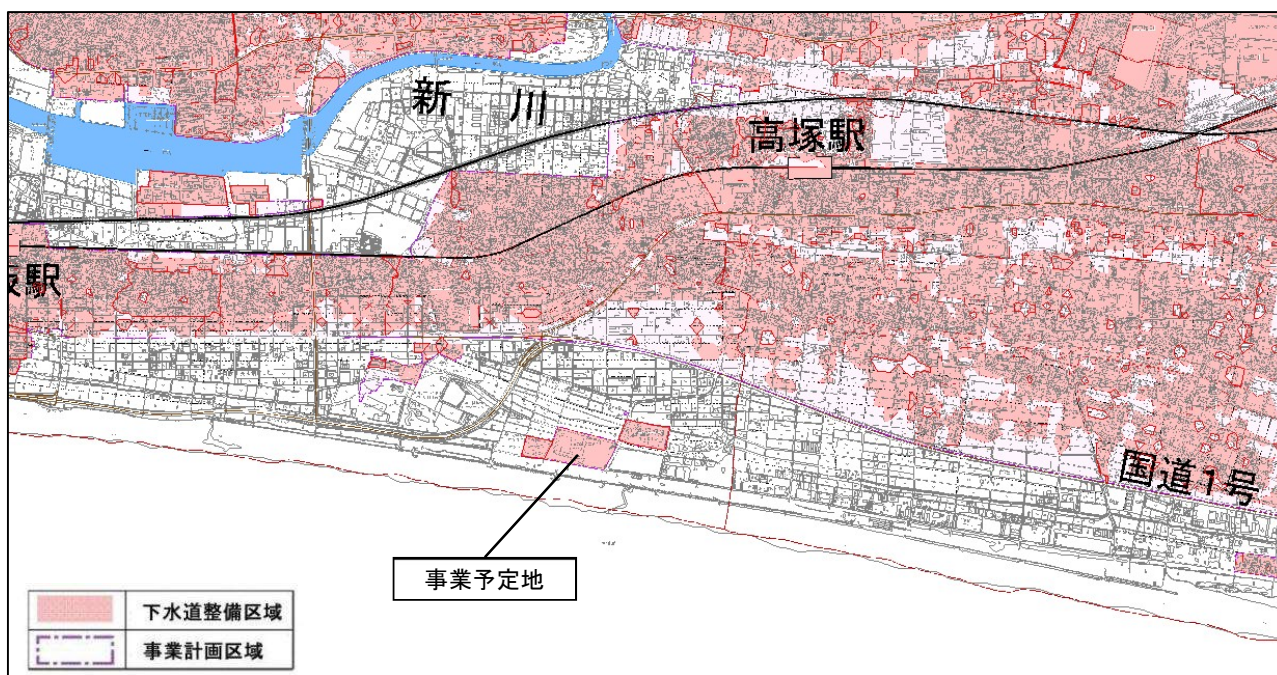 新川
高塚駅
駅
国道1号
事業予定地
下水道整備区域
事業計画区域